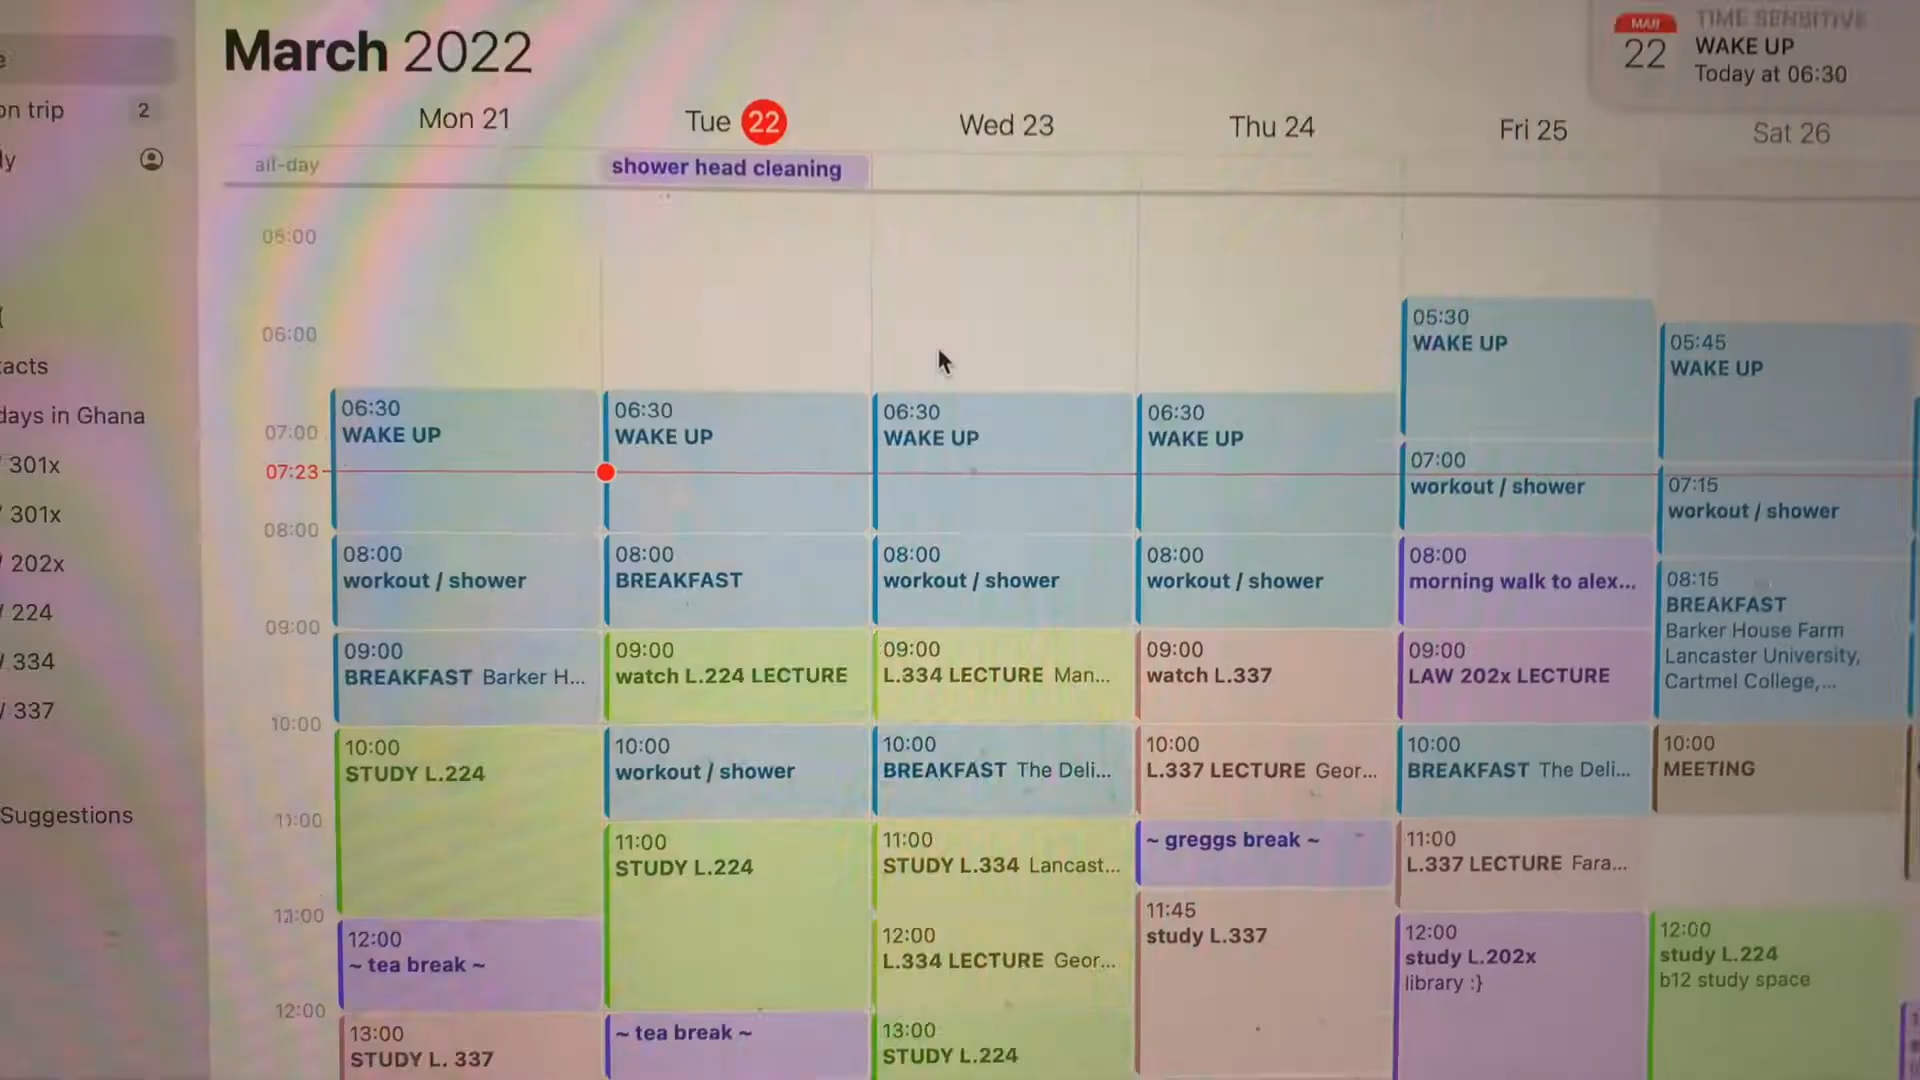 March 2022
MAR
22
TIME SENSITIVE
WAKE UP
Today at 06:30
Mon 21
Tue 22
Wed 23
Thu 24
Fri 25
Sat 26
all-day
shower head cleaning
on trip
2
days in Ghana
301x
301x
202x
224
334
337
Suggestions
06:00
07:00
07:23
08:00
09:00
10:00
11:00
12:00
06:30
WAKE UP
08:00
workout / shower
09:00
BREAKFAST Barker H...
10:00
STUDY L.224
12:00
~ tea break ~
13:00
STUDY L. 337
06:30
WAKE UP
08:00
BREAKFAST
09:00
watch L.224 LECTURE
10:00
workout / shower
11:00
STUDY L.224
~ tea break ~
06:30
WAKE UP
08:00
workout / shower
09:00
L.334 LECTURE Man...
10:00
BREAKFAST The Deli...
11:00
STUDY L.334 Lancast...
12:00
L.334 LECTURE Geor...
13:00
STUDY L.224
06:30
WAKE UP
08:00
workout / shower
09:00
watch L.337
10:00
L.337 LECTURE Geor...
~ greggs break ~
11:45
study L.337
05:30
WAKE UP
07:00
workout / shower
08:00
morning walk to alex...
09:00
LAW 202x LECTURE
10:00
BREAKFAST The Deli...
11:00
L.337 LECTURE Fara...
12:00
study L.202x
library :}
05:45
WAKE UP
07:15
workout / shower
08:15
BREAKFAST
Barker House Farm
Lancaster University,
Cartmel College,...
10:00
MEETING
12:00
study L.224
b12 study space